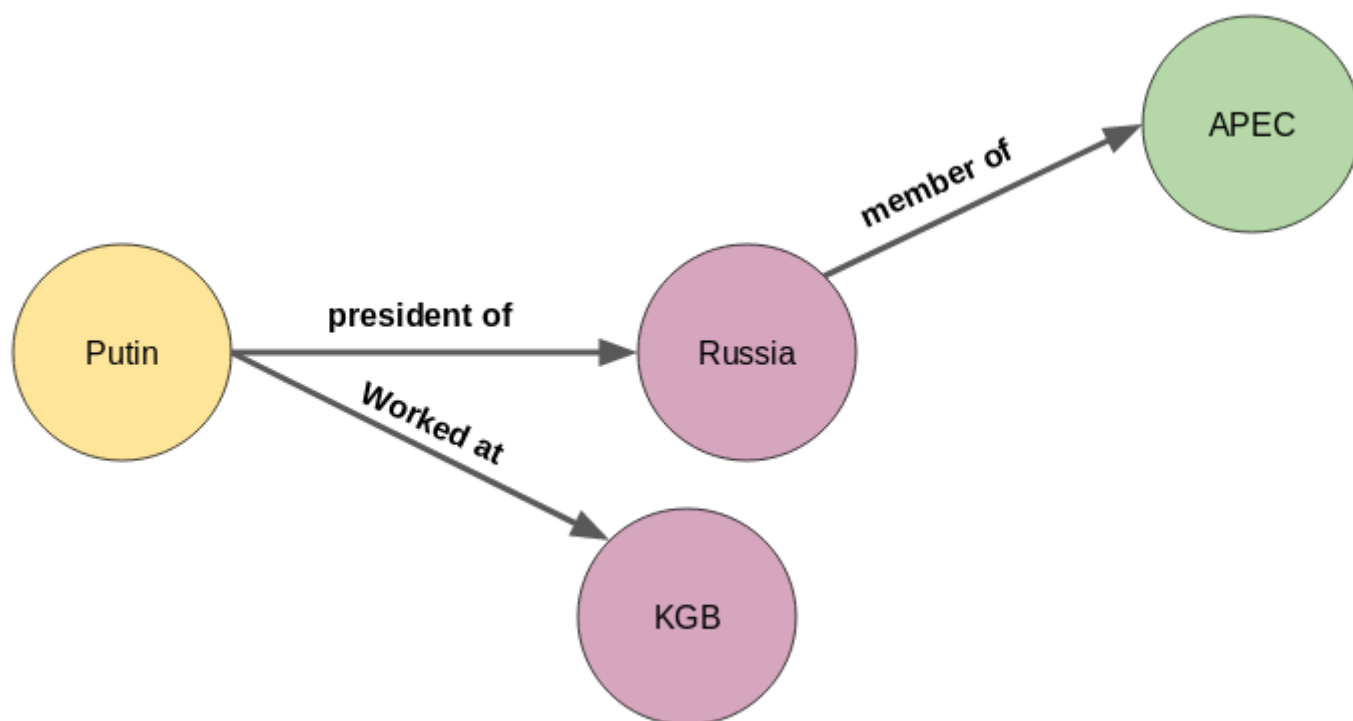 APEC
member of
president of
Putin
Russia
Worked at
KGB